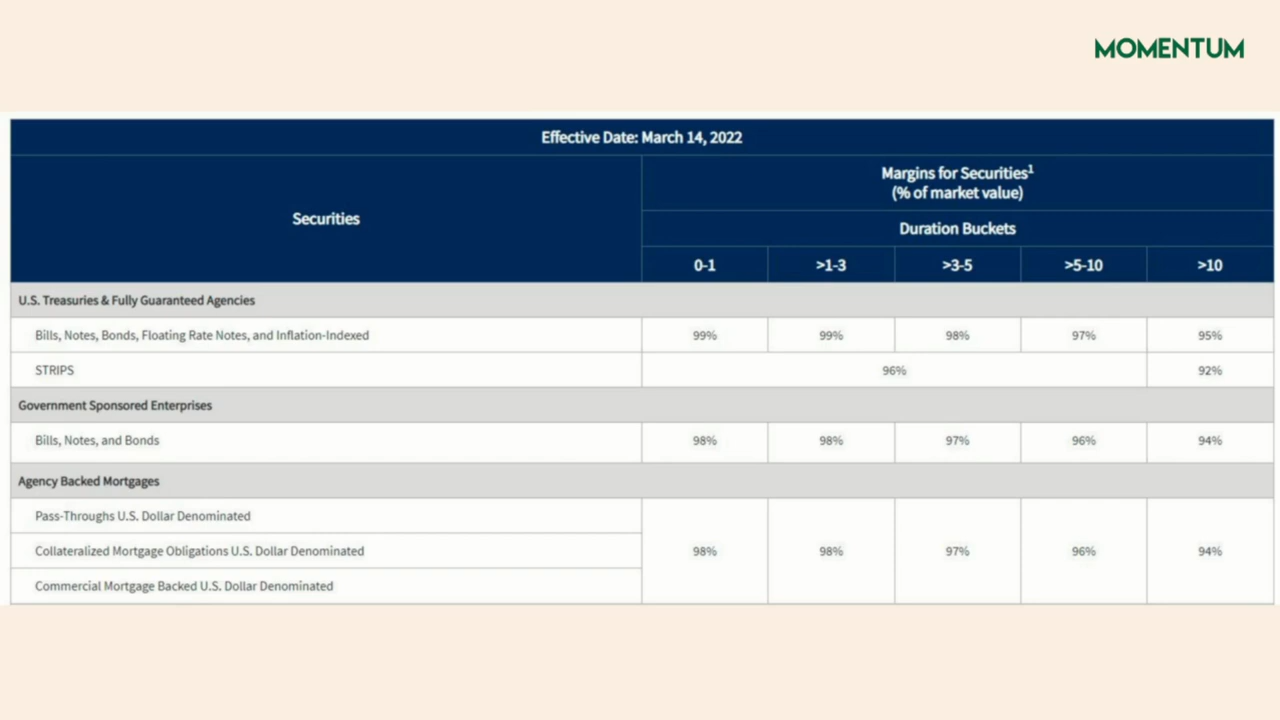 MOMENTUM
Effective Date: March 14, 2022
Securities
Margins for Securities¹
(% of market value)
Duration Buckets
0-1 >1-3 >3-5 >5-10 >10
U.S. Treasuries & Fully Guaranteed Agencies
Bills, Notes, Bonds, Floating Rate Notes, and Inflation-Indexed 99% 99% 98% 97% 95%
STRIPS 96% 92%
Government Sponsored Enterprises
Bills, Notes, and Bonds 98% 98% 97% 96% 94%
Agency Backed Mortgages
Pass-Throughs U.S. Dollar Denominated
Collateralized Mortgage Obligations U.S. Dollar Denominated 98% 98% 97% 96% 94%
Commercial Mortgage Backed U.S. Dollar Denominated